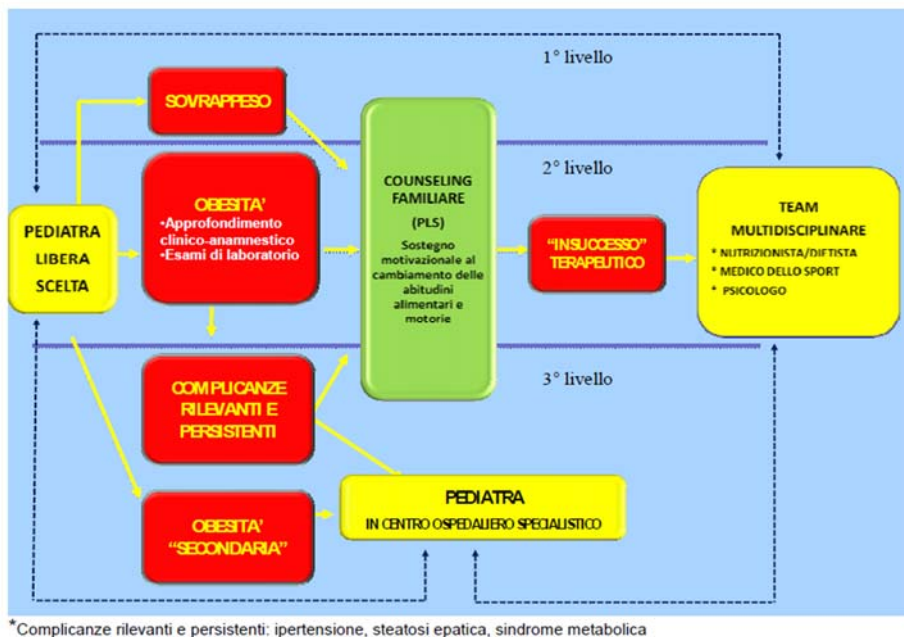 1° livello
SOVRAPPESO
2° livello
OBESITA'
•Approfondimento
clinico-anamnestico
•Esami di laboratorio
PEDIATRA
LIBERA
SCELTA
COUNSELING
FAMILIARE
(PLS)
Sostegno
motivazionale al
cambiamento delle
abitudini
alimentari e
motorie
"INSUCCESSO"
TERAPEUTICO
TEAM
MULTIDISCIPLINARE
* NUTRIZIONISTA/DIETISTA
* MEDICO DELLO SPORT
* PSICOLOGO
3° livello
COMPLICANZE
RILEVANTI E
PERSISTENTI
OBESITA'
"SECONDARIA"
PEDIATRA
IN CENTRO OSPEDALIERO SPECIALISTICO
*Complicanze rilevanti e persistenti: ipertensione, steatosi epatica, sindrome metabolica